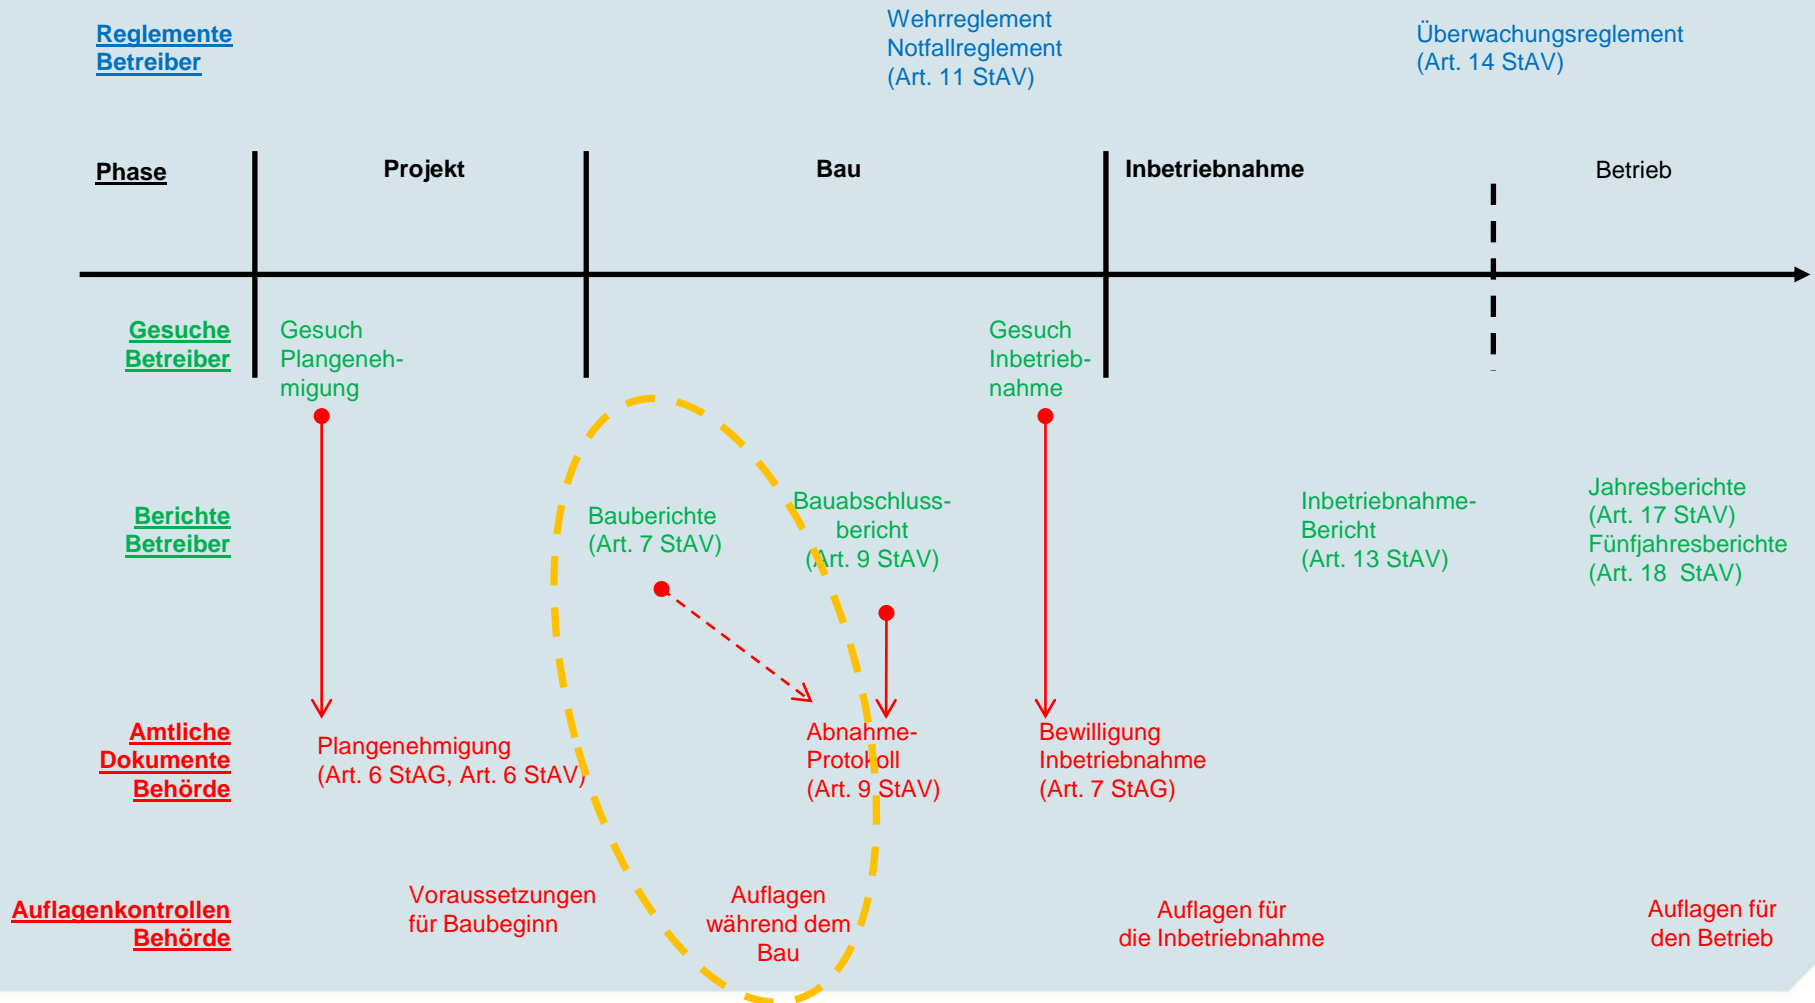 Reglemente
Betreiber
Wehrreglement
Notfallreglement
(Art. 11 StAV)
Überwachungsreglement
(Art. 14 StAV)
Phase
Projekt
Bau
Inbetriebnahme
Betrieb
Gesuche
Betreiber
Gesuch
Plangeneh-
migung
Gesuch
Inbetrieb-
nahme
Berichte
Betreiber
Bauberichte
(Art. 7 StAV)
Bauabschluss-
bericht
(Art. 9 StAV)
Inbetriebnahme-
Bericht
(Art. 13 StAV)
Jahresberichte
(Art. 17 StAV)
Fünfjahresberichte
(Art. 18 StAV)
Amtliche
Dokumente
Behörde
Plangenehmigung
(Art. 6 StAG, Art. 6 StAV)
Abnahme-
Protokoll
(Art. 9 StAV)
Bewilligung
Inbetriebnahme
(Art. 7 StAG)
Auflagenkontrollen
Behörde
Voraussetzungen
für Baubeginn
Auflagen
während dem
Bau
Auflagen für
die Inbetriebnahme
Auflagen für
den Betrieb